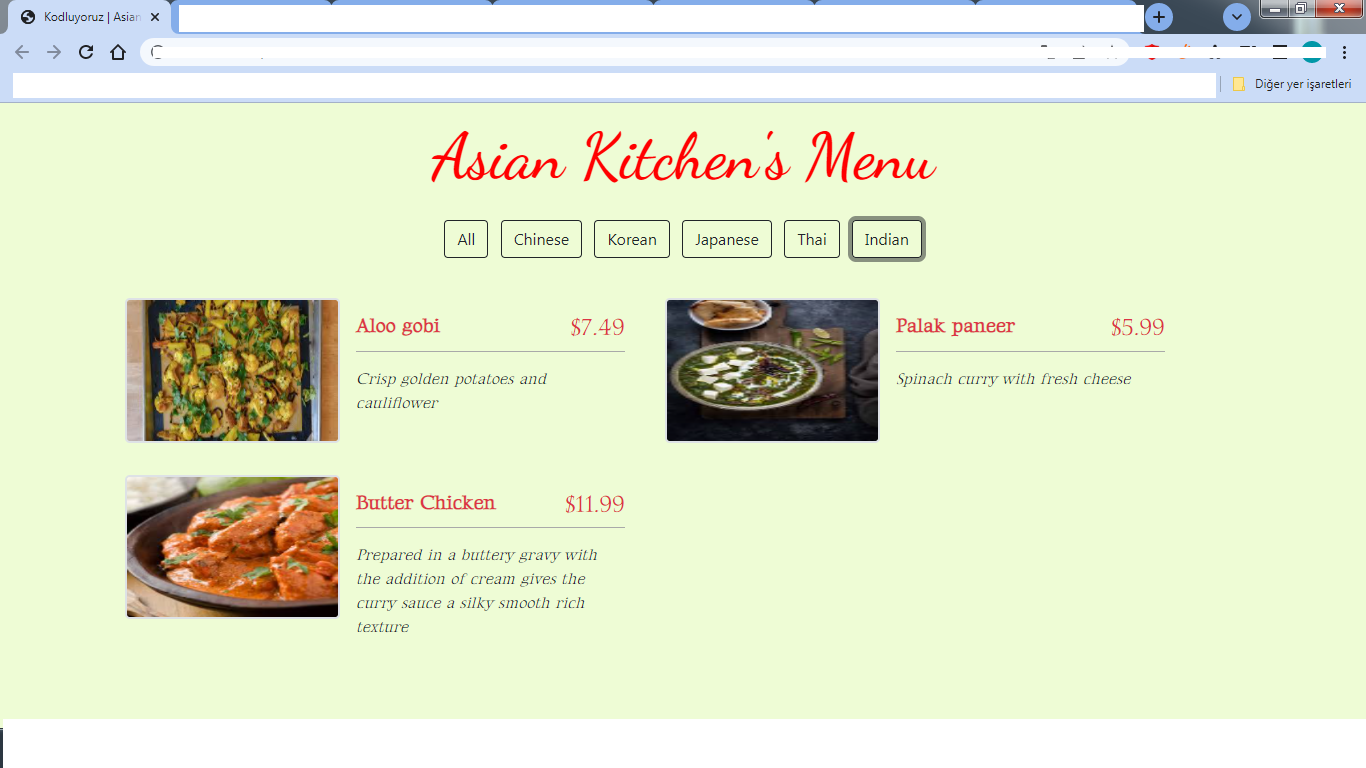 Kodluyoruz | Asian
Diğer yer işaretleri
Asian Kitchen's Menu
All Chinese Korean Japanese Thai Indian
Aloo gobi $7.49
Crisp golden potatoes and
cauliflower
Palak paneer $5.99
Spinach curry with fresh cheese
Butter Chicken $11.99
Prepared in a buttery gravy with
the addition of cream gives the
curry sauce a silky smooth rich
texture